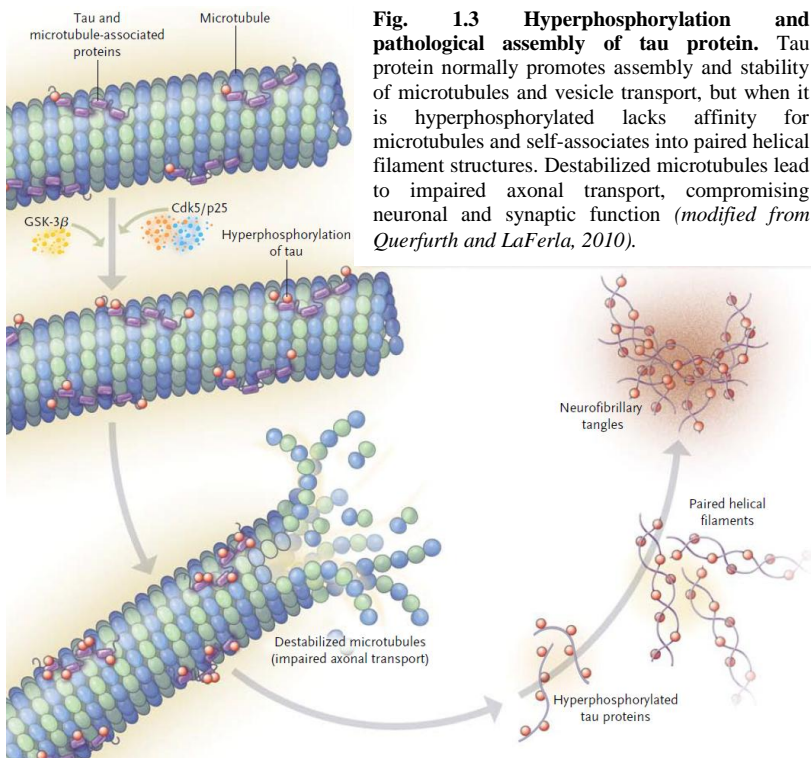 Tau and
microtubule-associated
proteins
Microtubule
Fig. 1.3 Hyperphosphorylation and
pathological assembly of tau protein. Tau
protein normally promotes assembly and stability
of microtubules and vesicle transport, but when it
is hyperphosphorylated lacks affinity for
microtubules and self-associates into paired helical
filament structures. Destabilized microtubules lead
to impaired axonal transport, compromising
neuronal and synaptic function (modified from
Querfurth and LaFerla, 2010).
GSK-3β
Cdk5/p25
Hyperphosphorylation
of tau
Neurofibrillary
tangles
Paired helical
filaments
Destabilized microtubules
(impaired axonal transport)
Hyperphosphorylated
tau proteins